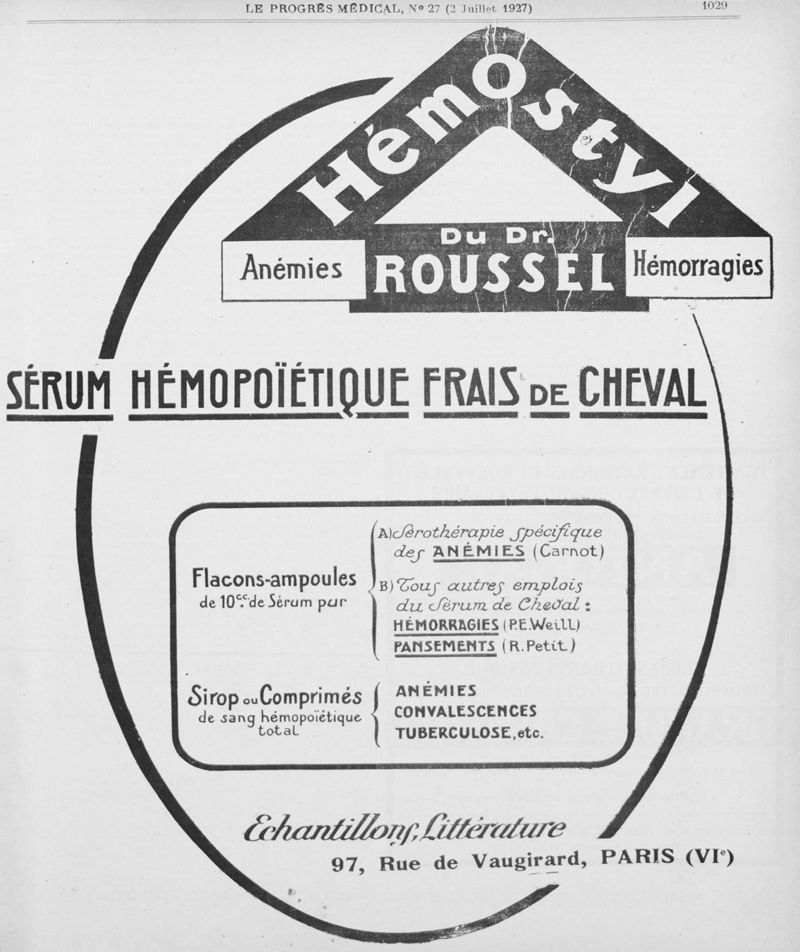 LE PROGRÈS MÉDICAL, No 27 (2 Juillet 1927)
1029
Hémostyl
Du Dr.
ROUSSEL
Anémies
Hémorragies
SÉRUM HÉMOPOÏÉTIQUE FRAIS DE CHEVAL
Flacons-ampoules
de 10cc. de Sérum pur
A) Sérothérapie spécifique
des ANÉMIES (Carnot)
B) Tous autres emplois
du Sérum de Cheval :
HÉMORRAGIES (P.E. Weill)
PANSEMENTS (R. Petit)
Sirop ou Comprimés
de sang hémopoïétique
total
ANÉMIES
CONVALESCENCES
TUBERCULOSE, etc.
Echantillons, Littérature
97, Rue de Vaugirard, PARIS (VIe)